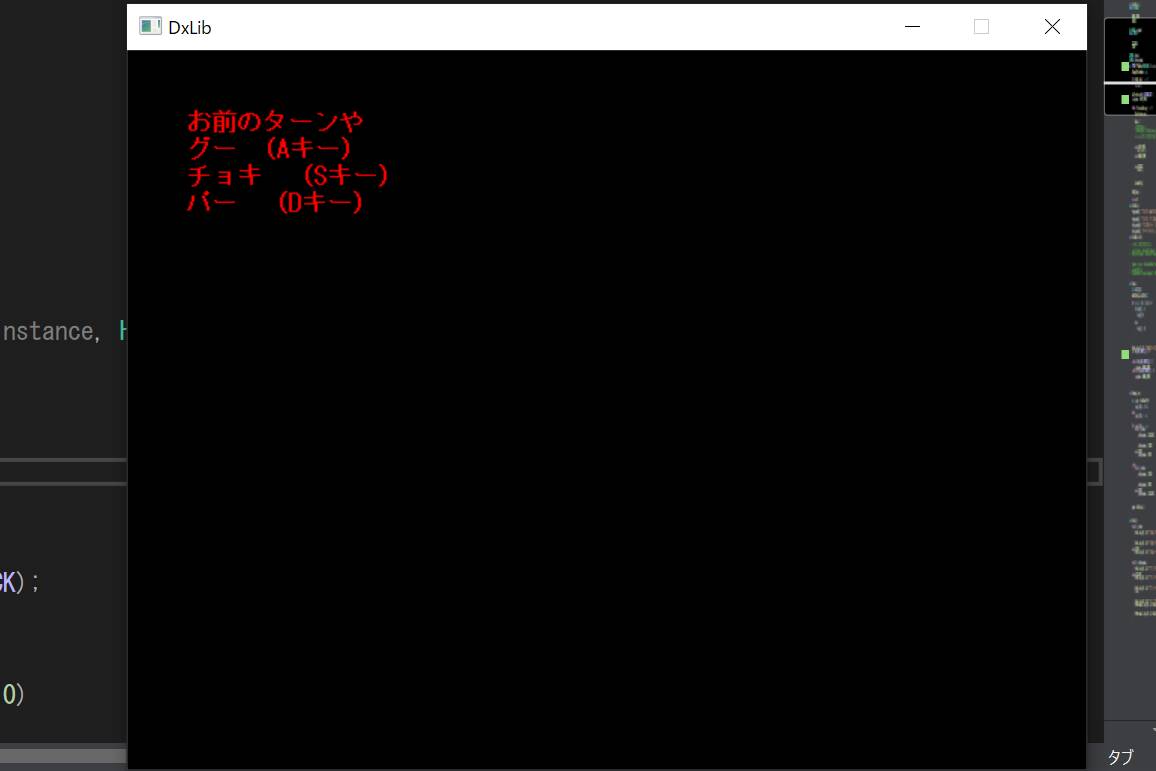 DxLib
お前のターンや
グー　(Aキー)
チョキ　(Sキー)
パー　(Dキー)
nstance, h
CK);
0)
タブ